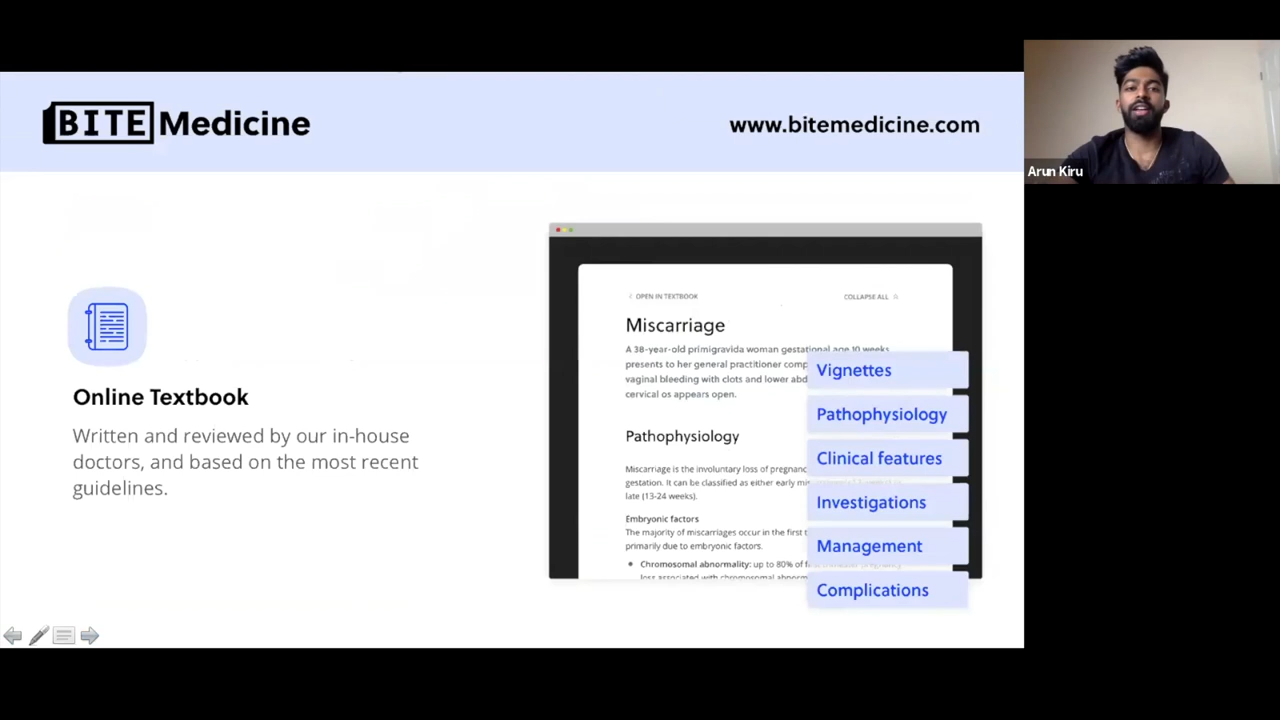 BITE Medicine
www.bitemedicine.com
Arun Kiru
Online Textbook
Written and reviewed by our in-house
doctors, and based on the most recent
guidelines.
OPEN IN TEXTBOOK
COLLAPSE ALL
Miscarriage
A 38-year-old primigravida woman gestational age 10 weeks
presents to her general practitioner
vaginal bleeding with clots and lower
cervical os appears open.
Pathophysiology
Miscarriage is the involuntary loss of
gestation. It can be classified as either early
late (13-24 weeks).
Embryonic factors
The majority of miscarriages occur in the first
primarily due to embryonic factors.
Chromosomal abnormality: up to 80% of
loss associated with chromosomal
Vignettes
Pathophysiology
Clinical features
Investigations
Management
Complications